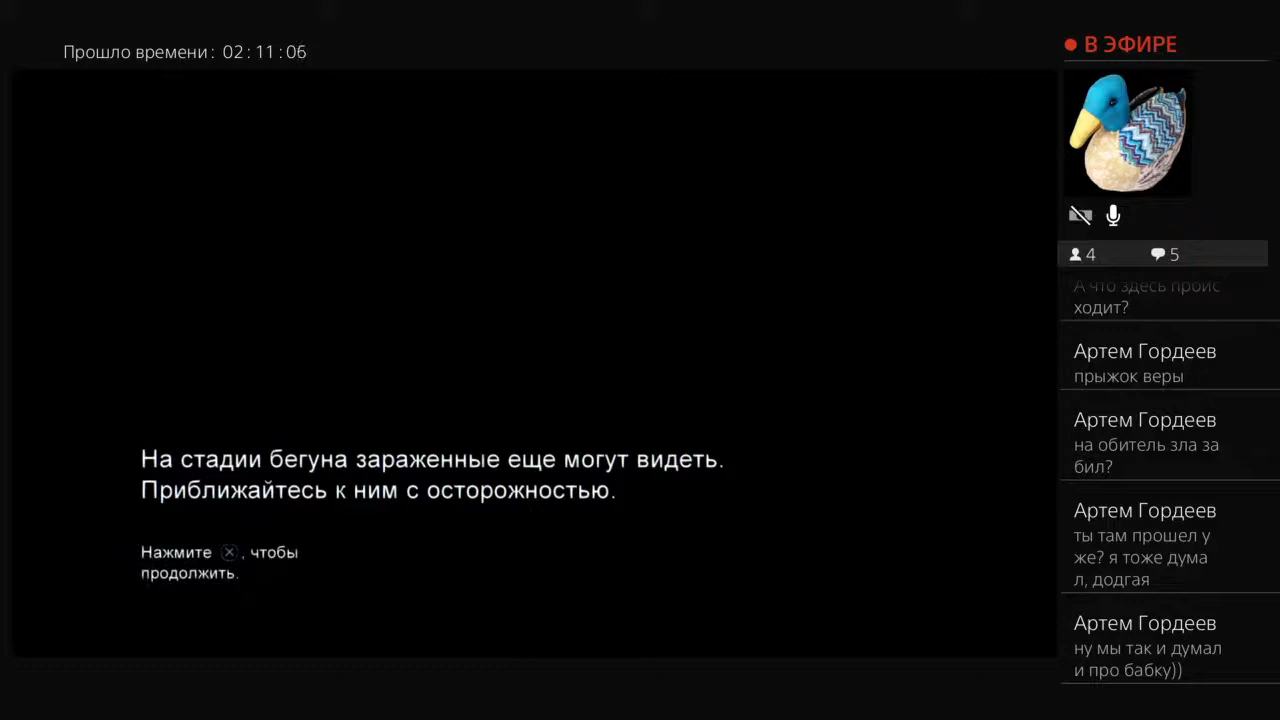 Прошло времени: 02:11:06
В ЭФИРЕ
4 5
А что здесь проис
ходит?
Артем Гордеев
прыжок веры
Артем Гордеев
на обитель зла за
бил?
Артем Гордеев
ты там прошел у
же? я тоже дума
л, додгая
Артем Гордеев
ну мы так и думал
и про бабку))
На стадии бегуна зараженные еще могут видеть.
Приближайтесь к ним с осторожностью.
Нажмите , чтобы
продолжить.